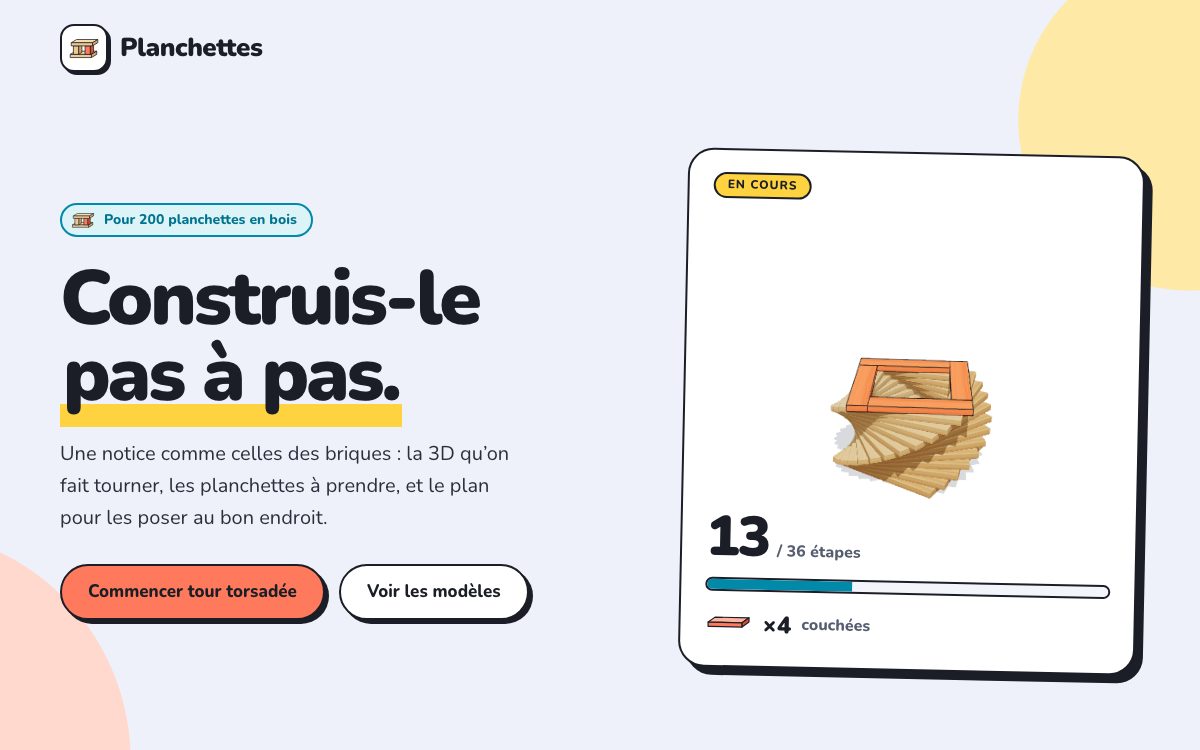 Planchettes
Pour 200 planchettes en bois
Construis-le
pas à pas.
Une notice comme celles des briques : la 3D qu’on
fait tourner, les planchettes à prendre, et le plan
pour les poser au bon endroit.
Commencer tour torsadée
Voir les modèles
EN COURS
13 / 36 étapes
×4 couchées